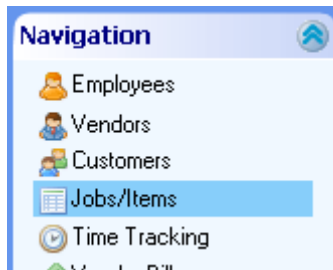 Navigation
Employees
Vendors
Customers
Jobs/Items
Time Tracking